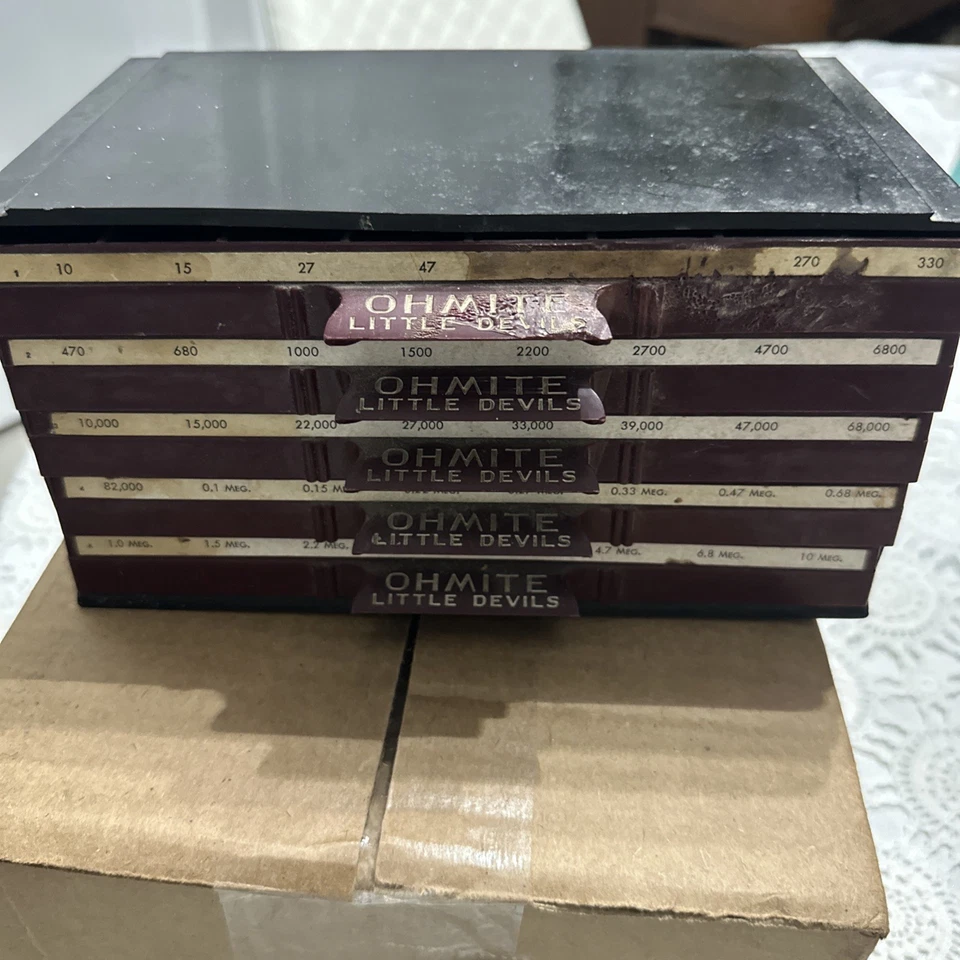 1 10 15 27 47 270 330
OHMITE
LITTLE DEVILS
2 470 680 1000 1500 2200 2700 4700 6800
OHMITE
LITTLE DEVILS
3 10,000 15,000 22,000 27,000 33,000 39,000 47,000 68,000
OHMITE
LITTLE DEVILS
4 82,000 0.1 MEG. 0.15 0.33 MEG. 0.47 MEG. 0.68 MEG.
OHMITE
LITTLE DEVILS
1.0 MEG. 1.5 MEG. 2.2 MEG. 4.7 MEG. 6.8 MEG. 10 MEG.
OHMITE
LITTLE DEVILS